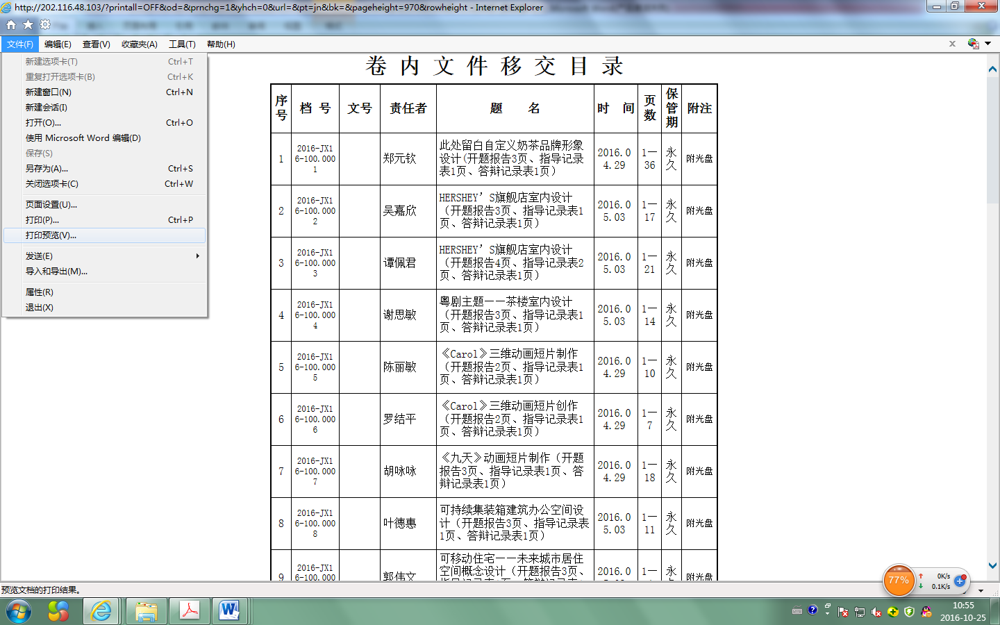 http://202.116.48.103/?printall=OFF&od=&prnchg=1&yhch=0&url=&pt=jn&bk=&pageheight=970&rowheight - Internet Explorer
文件(F) 编辑(E) 查看(V) 收藏夹(A) 工具(T) 帮助(H)
新建选项卡(T) Ctrl+T
重复打开选项卡(B) Ctrl+K
新建窗口(N) Ctrl+N
新建会话(I)
打开(O)... Ctrl+O
使用 Microsoft Word 编辑(D)
保存(S)
另存为(A)... Ctrl+S
关闭选项卡(C) Ctrl+W
页面设置(U)...
打印(P)... Ctrl+P
打印预览(V)...
发送(E)
导入和导出(M)...
属性(R)
退出(X)
卷内文件移交目录
序号 档号 文号 责任者 题名 时间 页数 保管期 附注
1 2016-JX16-100.0001 郑元钦 此处留白自定义奶茶品牌形象设计(开题报告3页、指导记录表1页、答辩记录表1页） 2016.04.29 1—36 永久 附光盘
2 2016-JX16-100.0002 吴嘉欣 HERSHEY’S旗舰店室内设计（开题报告3页、指导记录表1页、答辩记录表1页） 2016.05.03 1—17 永久 附光盘
3 2016-JX16-100.0003 谭佩君 HERSHEY’S旗舰店室内设计（开题报告4页、指导记录表2页、答辩记录表1页） 2016.05.03 1—21 永久 附光盘
4 2016-JX16-100.0004 谢思敏 粤剧主题——茶楼室内设计（开题报告3页、指导记录表1页、答辩记录表1页） 2016.05.03 1—14 永久 附光盘
5 2016-JX16-100.0005 陈丽敏 《Carol》三维动画短片制作（开题报告2页、指导记录表1页、答辩记录表1页） 2016.04.29 1—10 永久 附光盘
6 2016-JX16-100.0006 罗结平 《Carol》三维动画短片创作（开题报告2页、指导记录表1页、答辩记录表1页） 2016.04.29 1—7 永久 附光盘
7 2016-JX16-100.0007 胡咏咏 《九天》动画短片制作（开题报告3页、指导记录表1页、答辩记录表1页） 2016.04.29 1—18 永久 附光盘
8 2016-JX16-100.0008 叶德惠 可持续集装箱建筑办公空间设计（开题报告3页、指导记录表1页、答辩记录表1页） 2016.05.03 1—11 永久 附光盘
9 2016-JX16-100.000 郭伟文 可移动住宅——未来城市居住空间概念设计（开题报告3页、 2016.0 1— 永久 附光盘
77% 0K/s
0.1K/s
预览文档的打印结果。
10:55
2016-10-25